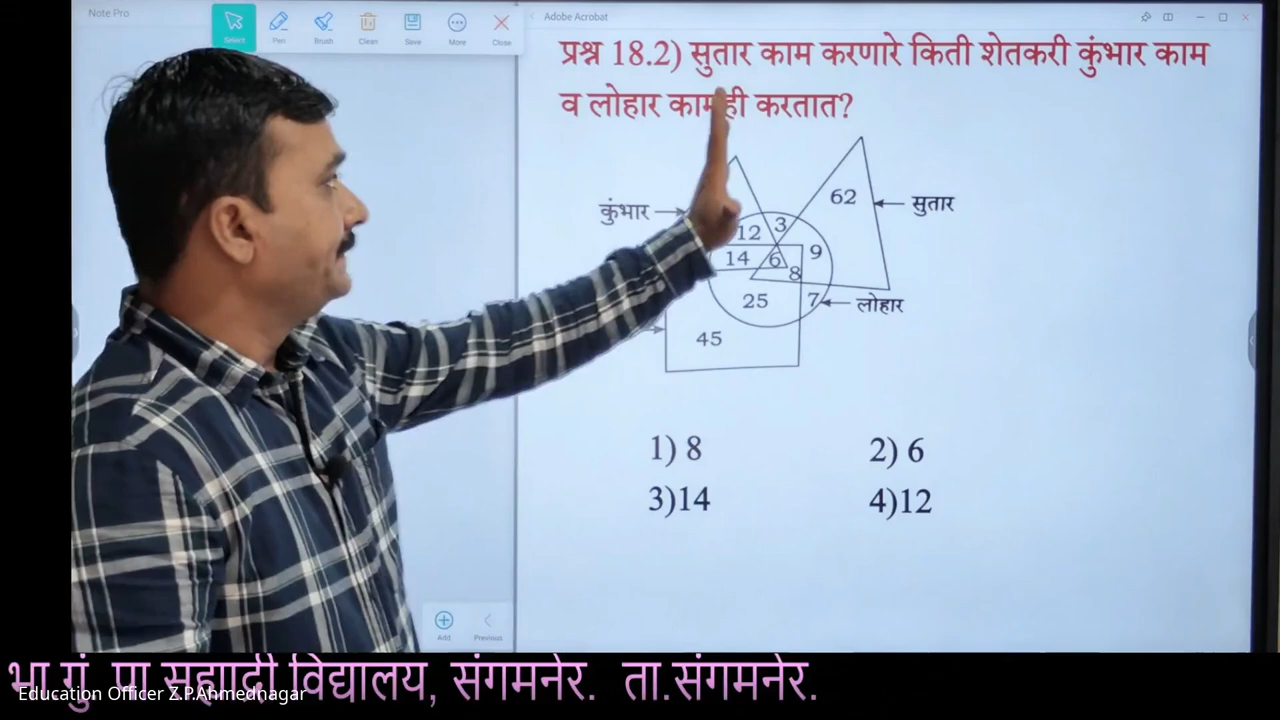 Note Pro
Select Pen Brush Clean Save More Close
Adobe Acrobat
प्रश्न 18.2) सुतार काम करणारे किती शेतकरी कुंभार काम
व लोहार कामही करतात?
62
कुंभार
सुतार
12 3
9
14 6
8
25 7 लोहार
45
1) 8 2) 6
3)14 4)12
Add Previous
भा.गुं. पा.सह्याद्री विद्यालय, संगमनेर. ता.संगमनेर.
Education Officer Z.P.Ahmednagar